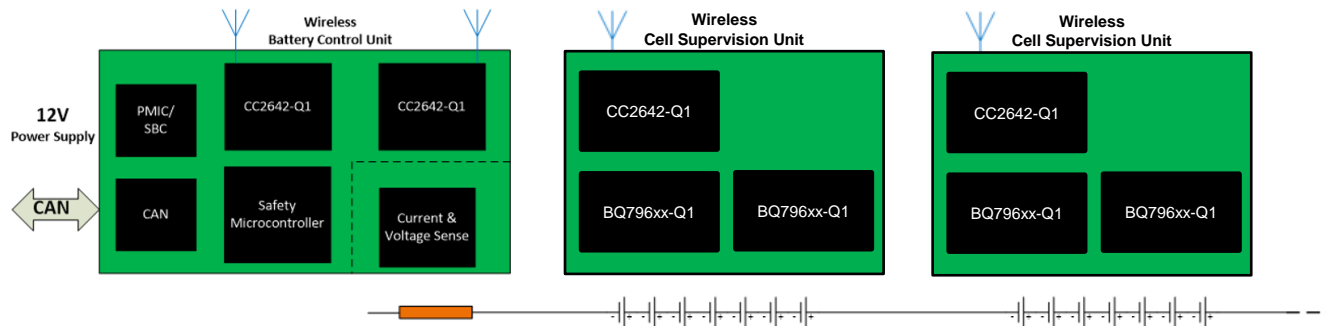 Wireless
Battery Control Unit
12V
Power Supply
CAN
PMIC/
SBC
CC2642-Q1
CC2642-Q1
CAN
Safety
Microcontroller
Current &
Voltage Sense
Wireless
Cell Supervision Unit
CC2642-Q1
BQ796xx-Q1
BQ796xx-Q1
Wireless
Cell Supervision Unit
CC2642-Q1
BQ796xx-Q1
BQ796xx-Q1
- + - + - + - + - + - + - +
- + - + - + - + - + - + - +